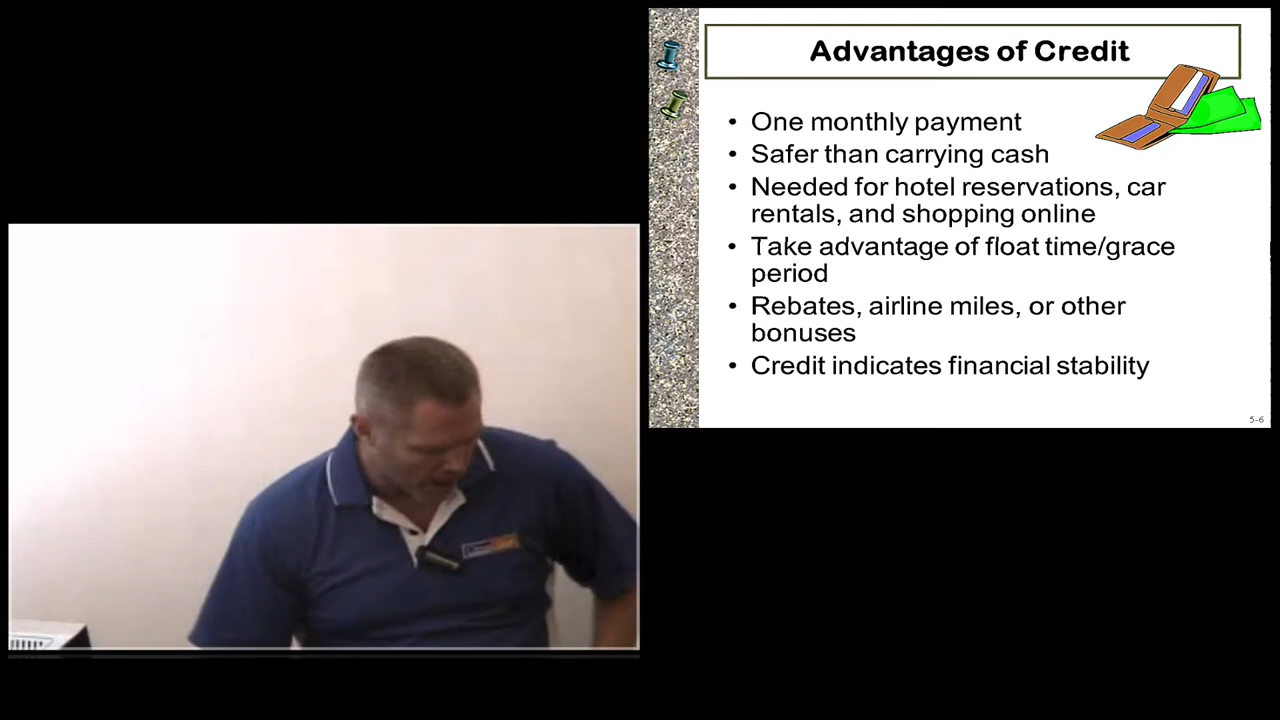 Advantages of Credit
• One monthly payment
• Safer than carrying cash
• Needed for hotel reservations, car
rentals, and shopping online
• Take advantage of float time/grace
period
• Rebates, airline miles, or other
bonuses
• Credit indicates financial stability
5-6